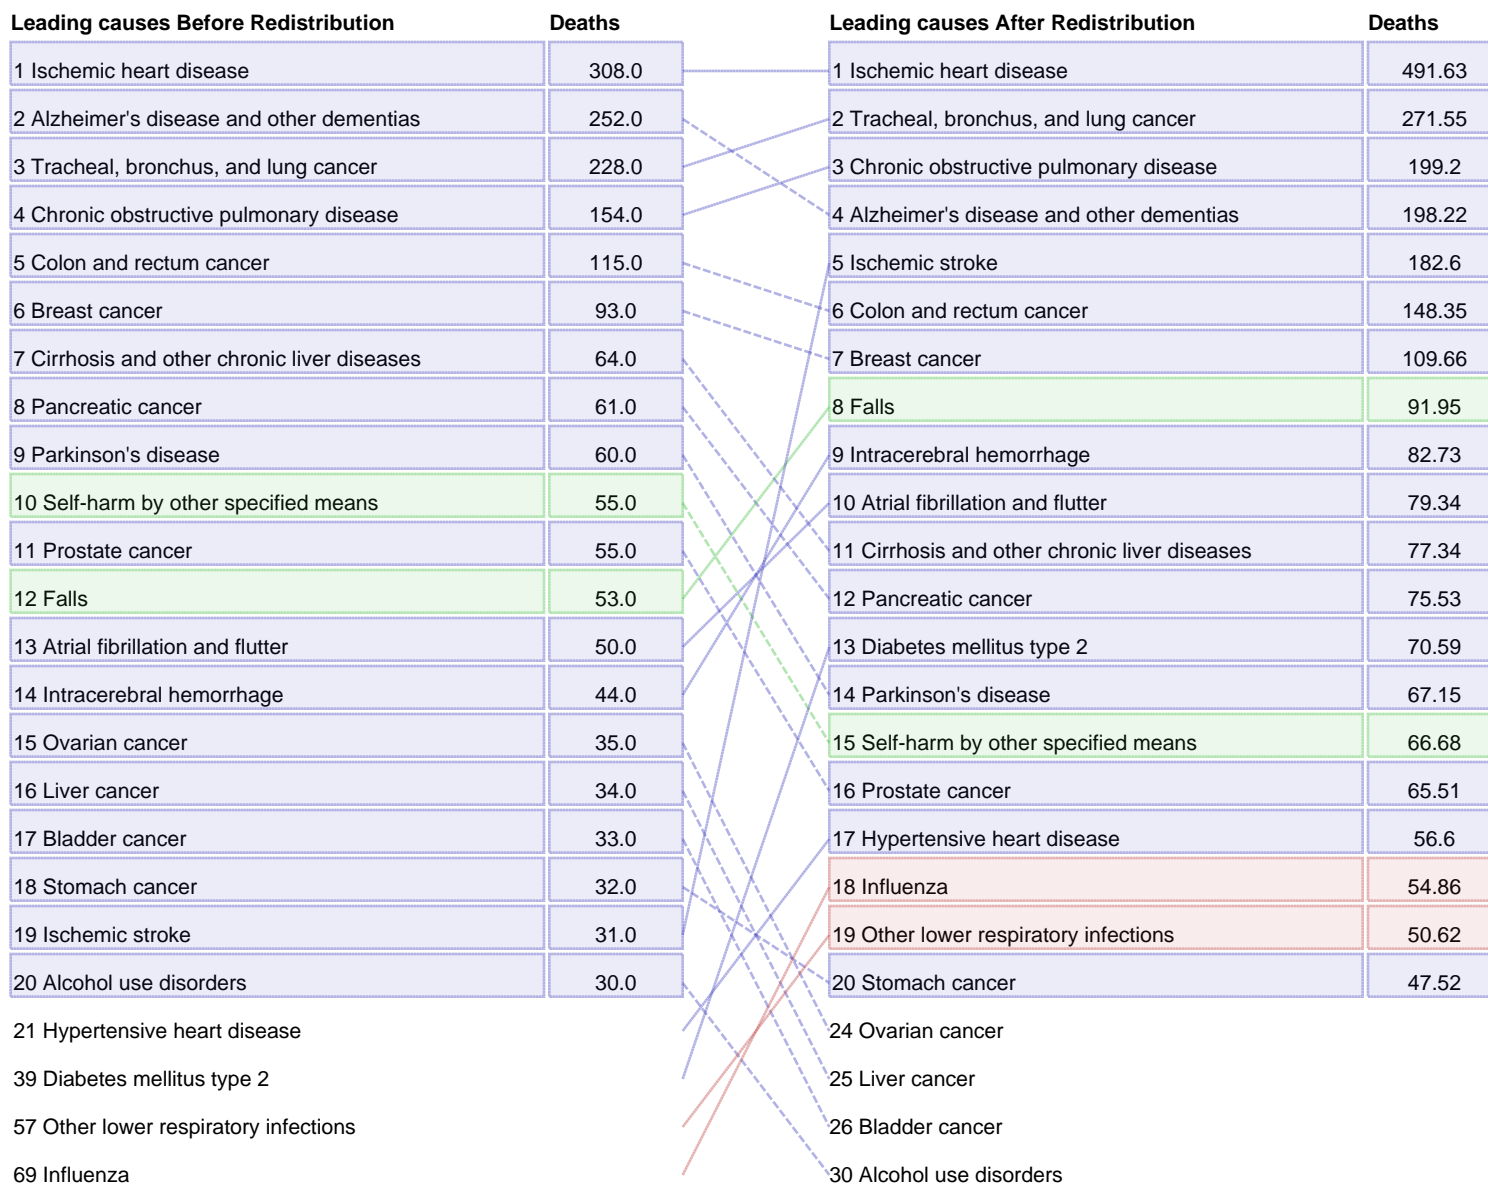 Leading causes Before Redistribution Deaths Leading causes After Redistribution Deaths
1 Ischemic heart disease 308.0 1 Ischemic heart disease 491.63
2 Alzheimer's disease and other dementias 252.0 2 Tracheal, bronchus, and lung cancer 271.55
3 Tracheal, bronchus, and lung cancer 228.0 3 Chronic obstructive pulmonary disease 199.2
4 Chronic obstructive pulmonary disease 154.0 4 Alzheimer's disease and other dementias 198.22
5 Colon and rectum cancer 115.0 5 Ischemic stroke 182.6
6 Breast cancer 93.0 6 Colon and rectum cancer 148.35
7 Cirrhosis and other chronic liver diseases 64.0 7 Breast cancer 109.66
8 Pancreatic cancer 61.0 8 Falls 91.95
9 Parkinson's disease 60.0 9 Intracerebral hemorrhage 82.73
10 Self-harm by other specified means 55.0 10 Atrial fibrillation and flutter 79.34
11 Prostate cancer 55.0 11 Cirrhosis and other chronic liver diseases 77.34
12 Falls 53.0 12 Pancreatic cancer 75.53
13 Atrial fibrillation and flutter 50.0 13 Diabetes mellitus type 2 70.59
14 Intracerebral hemorrhage 44.0 14 Parkinson's disease 67.15
15 Ovarian cancer 35.0 15 Self-harm by other specified means 66.68
16 Liver cancer 34.0 16 Prostate cancer 65.51
17 Bladder cancer 33.0 17 Hypertensive heart disease 56.6
18 Stomach cancer 32.0 18 Influenza 54.86
19 Ischemic stroke 31.0 19 Other lower respiratory infections 50.62
20 Alcohol use disorders 30.0 20 Stomach cancer 47.52
21 Hypertensive heart disease 24 Ovarian cancer
39 Diabetes mellitus type 2 25 Liver cancer
57 Other lower respiratory infections 26 Bladder cancer
69 Influenza 30 Alcohol use disorders